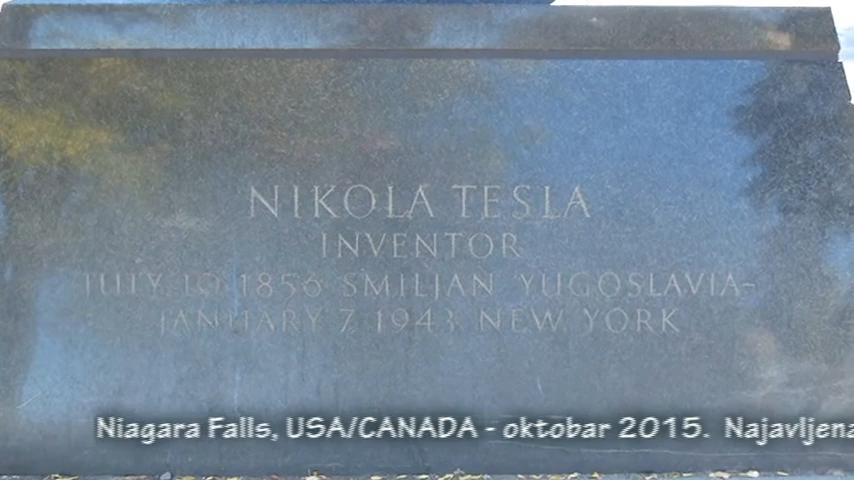 NIKOLA TESLA
INVENTOR
JULY 10 1856 SMILJAN YUGOSLAVIA-
JANUARY 7 1943 NEW YORK
Niagara Falls, USA/CANADA - oktobar 2015. Najavljena